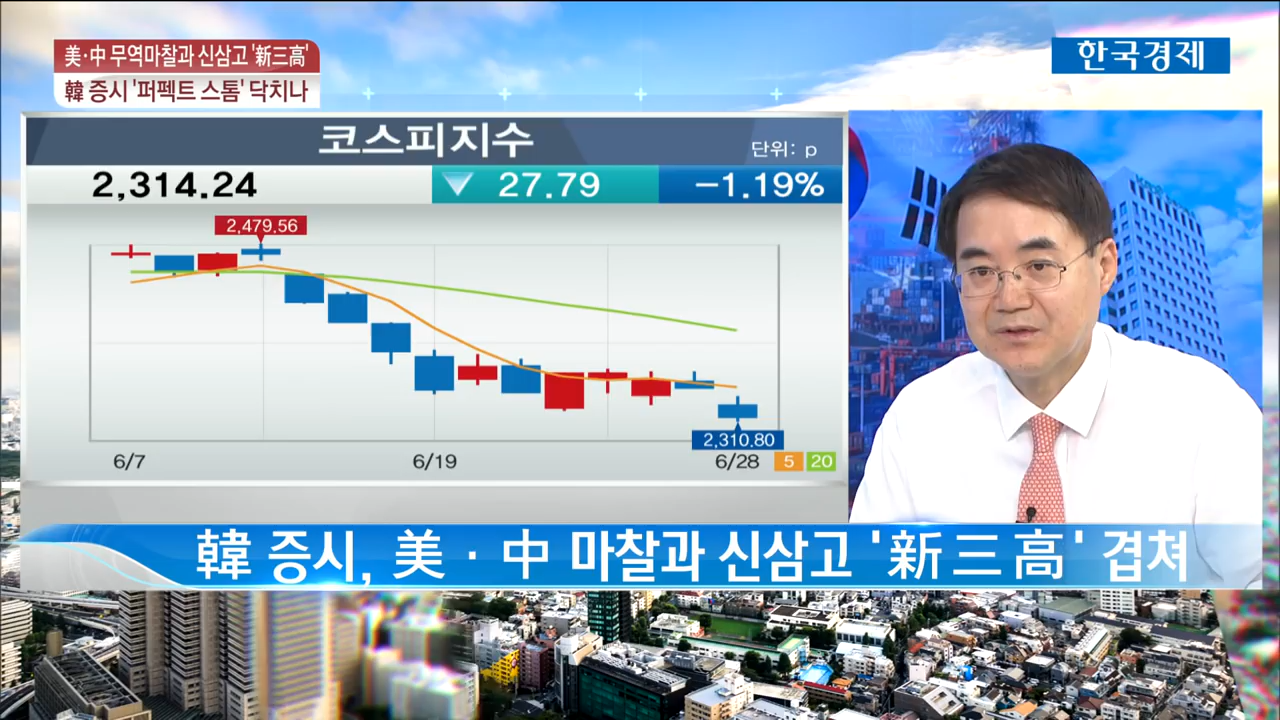 美·中 무역마찰과 신삼고 '新三高'
韓 증시 '퍼펙트 스톰' 닥치나
한국경제
코스피지수
단위: p
2,314.24
▼ 27.79
-1.19%
2,479.56
2,310.80
6/7
6/19
6/28
5
20
韓 증시, 美·中 마찰과 신삼고 '新三高' 겹쳐